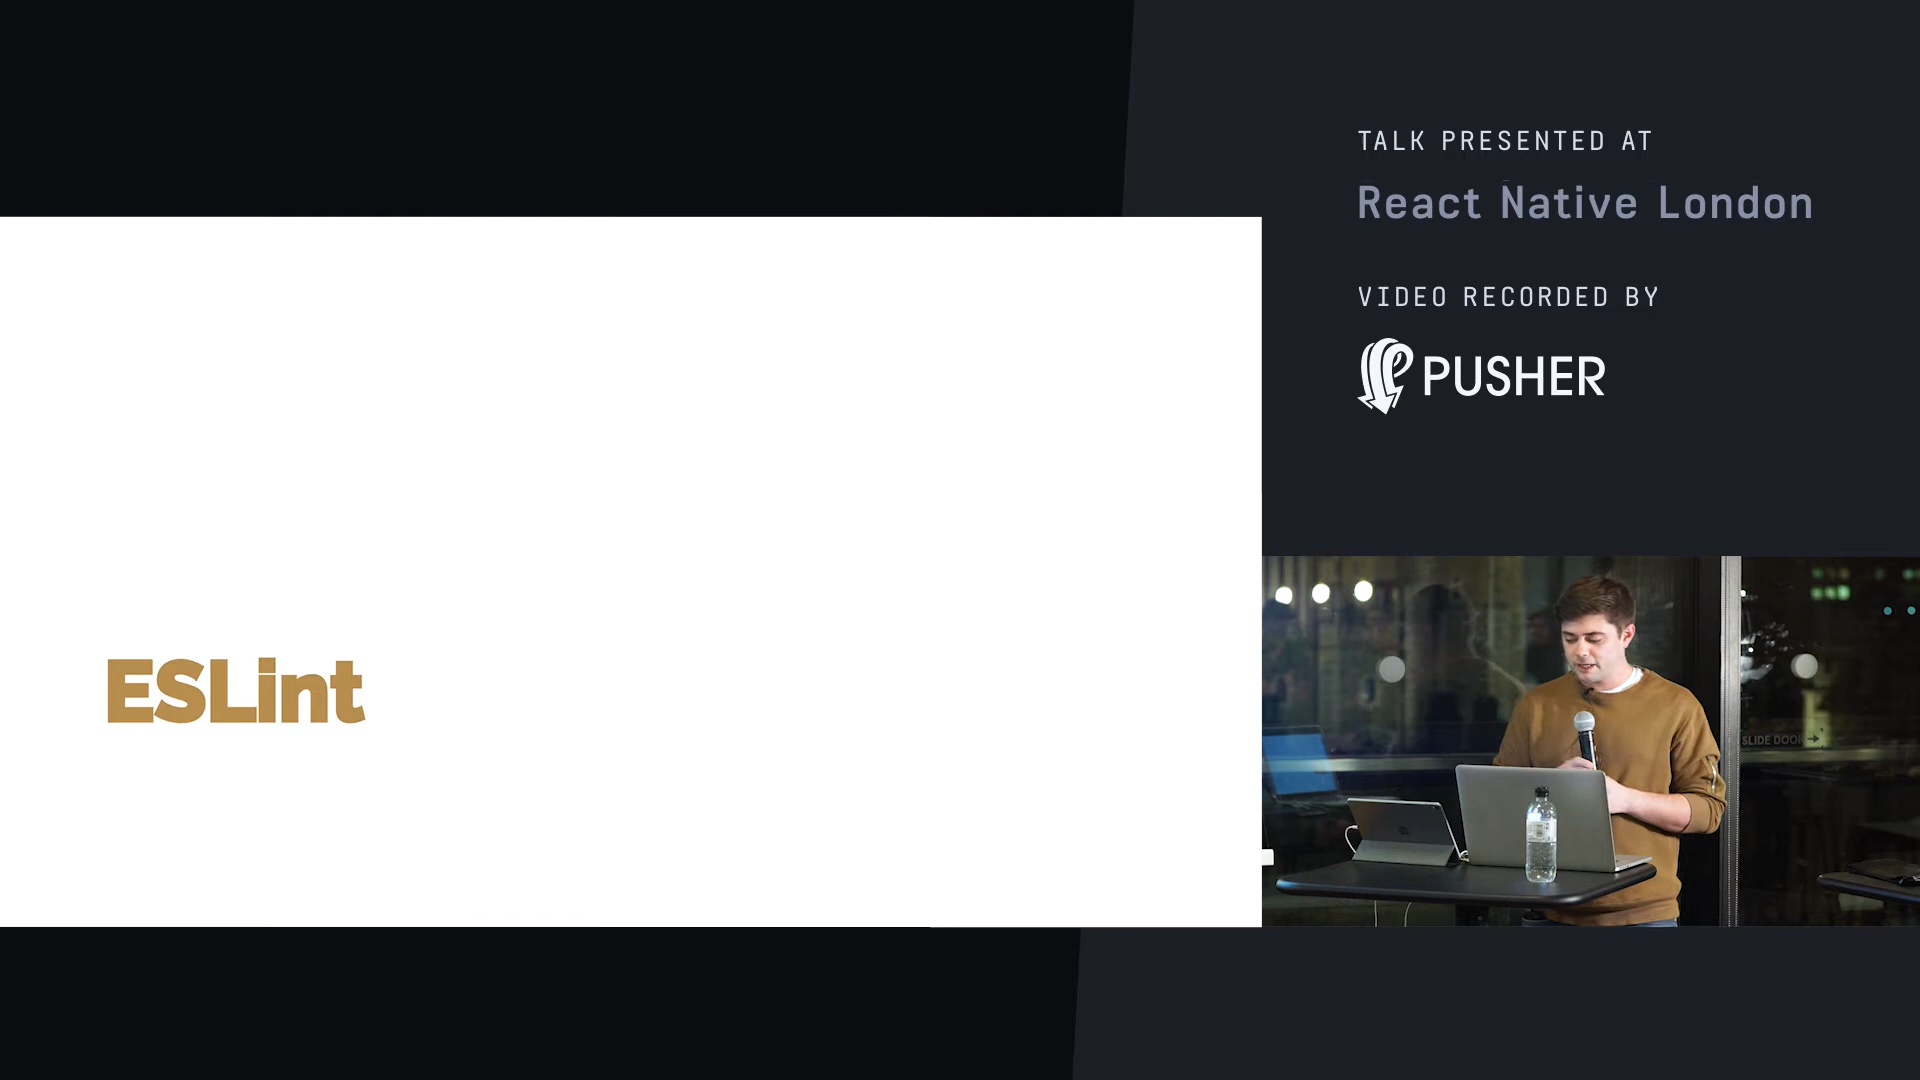 TALK PRESENTED AT
React Native London
VIDEO RECORDED BY
PUSHER
ESLint
SLIDE DOOR